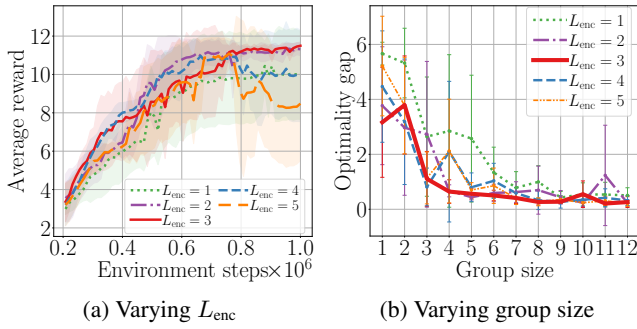 12
10
8
6
4
2
Average reward
0.2
0.4
0.6
0.8
1.0
Environment steps×10⁶
L_enc = 1
L_enc = 2
L_enc = 3
L_enc = 4
L_enc = 5
(a) Varying L_enc
6
4
2
0
Optimality gap
1 2 3 4 5 6 7 8 9 10 11 12
Group size
L_enc = 1
L_enc = 2
L_enc = 3
L_enc = 4
L_enc = 5
(b) Varying group size